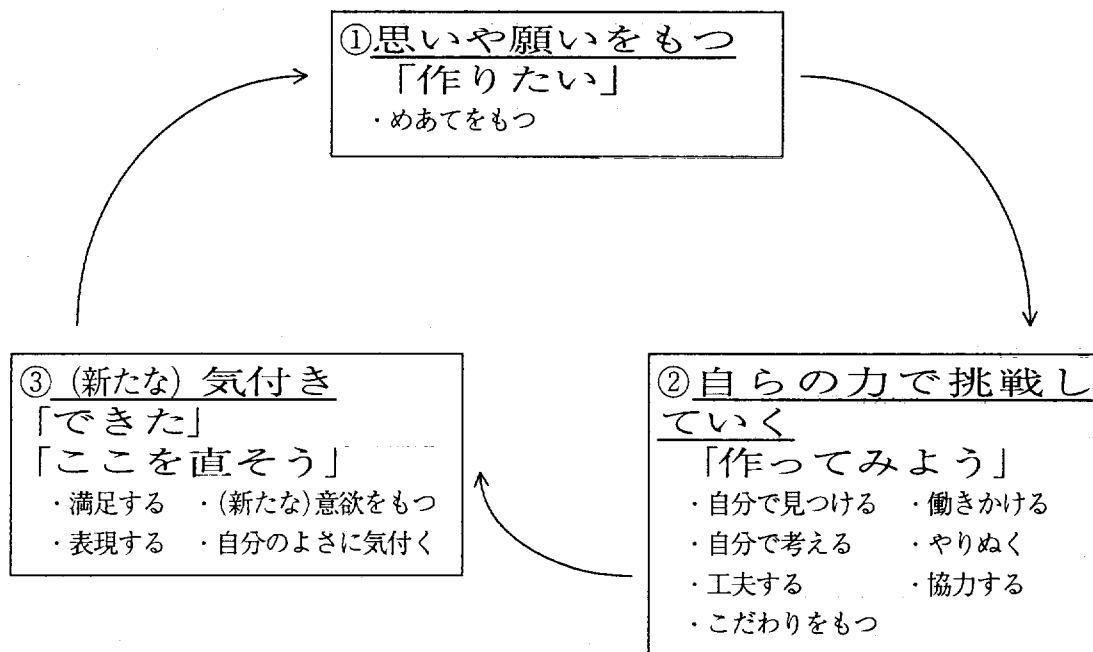 ①思いや願いをもつ
「作りたい」
・めあてをもつ
②自らの力で挑戦し
ていく
「作ってみよう」
・自分で見つける ・働きかける
・自分で考える ・やりぬく
・工夫する ・協力する
・こだわりをもつ
③(新たな)気付き
「できた」
「ここを直そう」
・満足する ・(新たな)意欲をもつ
・表現する ・自分のよさに気付く